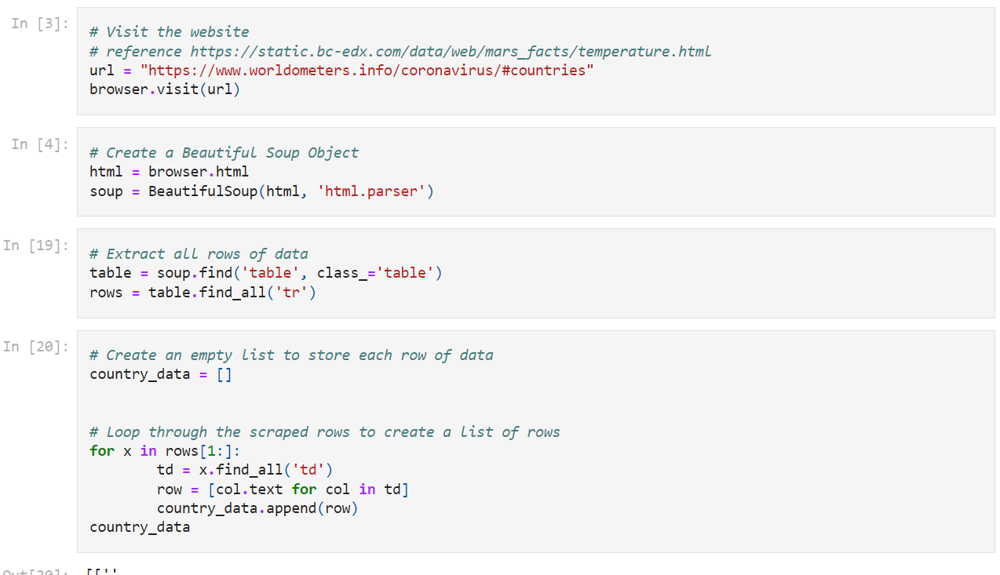 In [3]:
# Visit the website
# reference https://static.bc-edx.com/data/web/mars_facts/temperature.html
url = "https://www.worldometers.info/coronavirus/#countries"
browser.visit(url)
In [4]:
# Create a Beautiful Soup Object
html = browser.html
soup = BeautifulSoup(html, 'html.parser')
In [19]:
# Extract all rows of data
table = soup.find('table', class_='table')
rows = table.find_all('tr')
In [20]:
# Create an empty list to store each row of data
country_data = []
# Loop through the scraped rows to create a list of rows
for x in rows[1:]:
        td = x.find_all('td')
        row = [col.text for col in td]
        country_data.append(row)
country_data
Out[20]: [[''